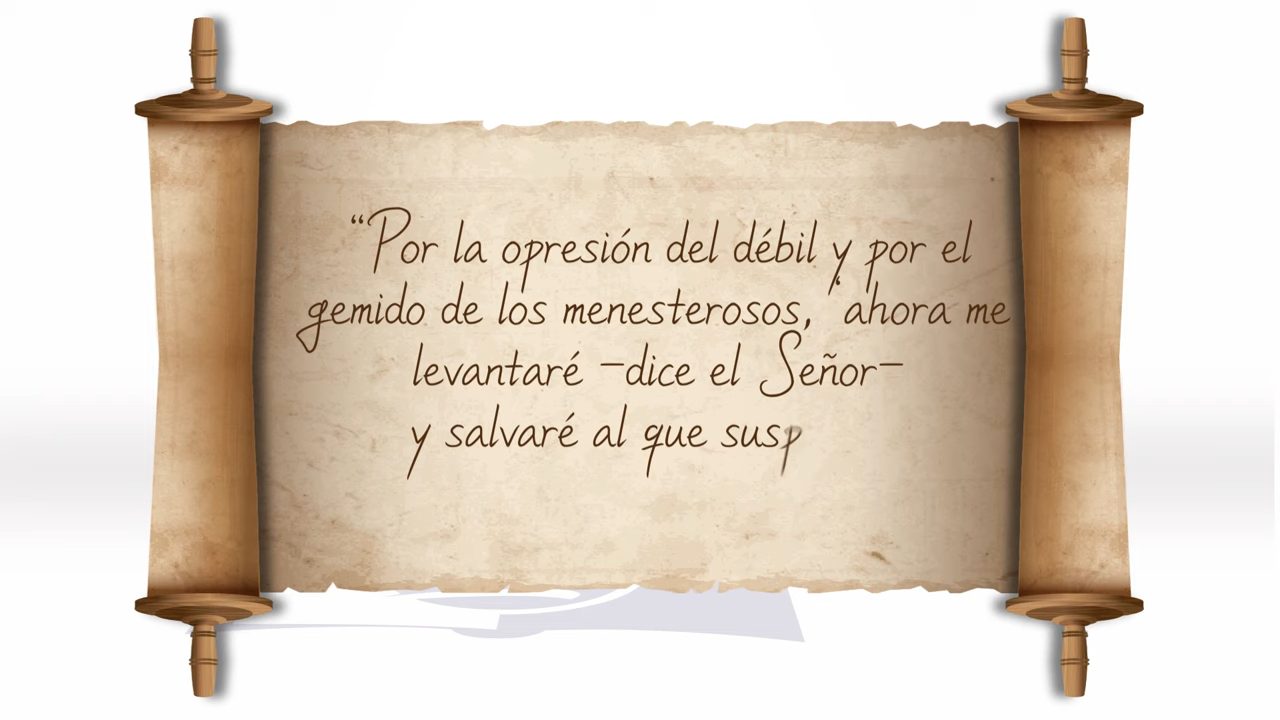 “Por la opresión del débil y por el
gemido de los menesterosos, ‘ahora me
levantaré –dice el Señor–
y salvaré al que susp